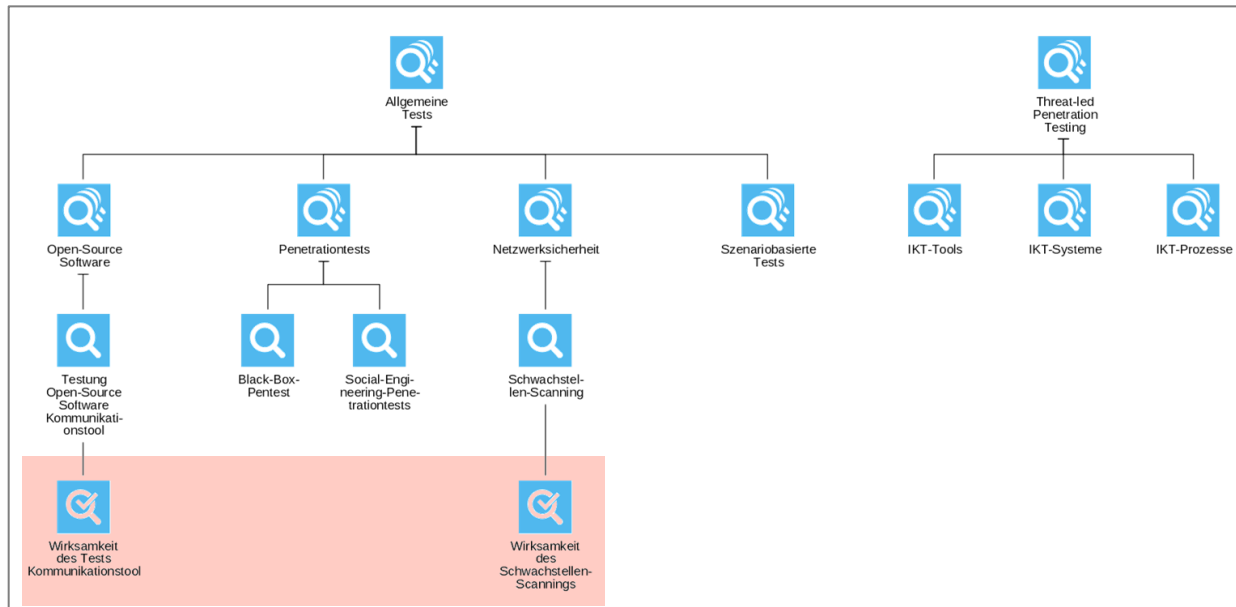 Allgemeine
Tests
Threat-led
Penetration
Testing
Open-Source
Software
Penetrationtests
Netzwerksicherheit
Szenariobasierte
Tests
IKT-Tools
IKT-Systeme
IKT-Prozesse
Testung
Open-Source
Software
Kommunikati-
onstool
Black-Box-
Pentest
Social-Engi-
neering-Pene-
trationtests
Schwachstel-
len-Scanning
Wirksamkeit
des Tests
Kommunikationstool
Wirksamkeit
des
Schwachstellen-
Scannings